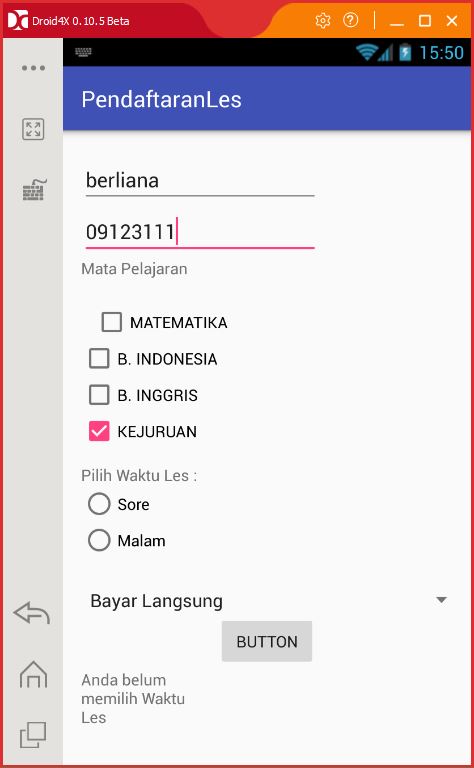 Droid4X 0.10.5 Beta
15:50
PendaftaranLes
berliana
09123111
Mata Pelajaran
MATEMATIKA
B. INDONESIA
B. INGGRIS
KEJURUAN
Pilih Waktu Les :
Sore
Malam
Bayar Langsung
BUTTON
Anda belum
memilih Waktu
Les